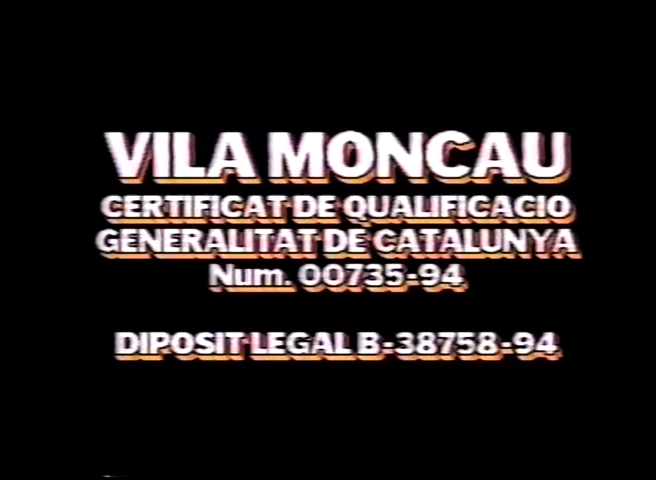 VILA MONCAU
CERTIFICAT DE QUALIFICACIO
GENERALITAT DE CATALUNYA
Num. 00735-94
DIPOSIT LEGAL B-38758-94